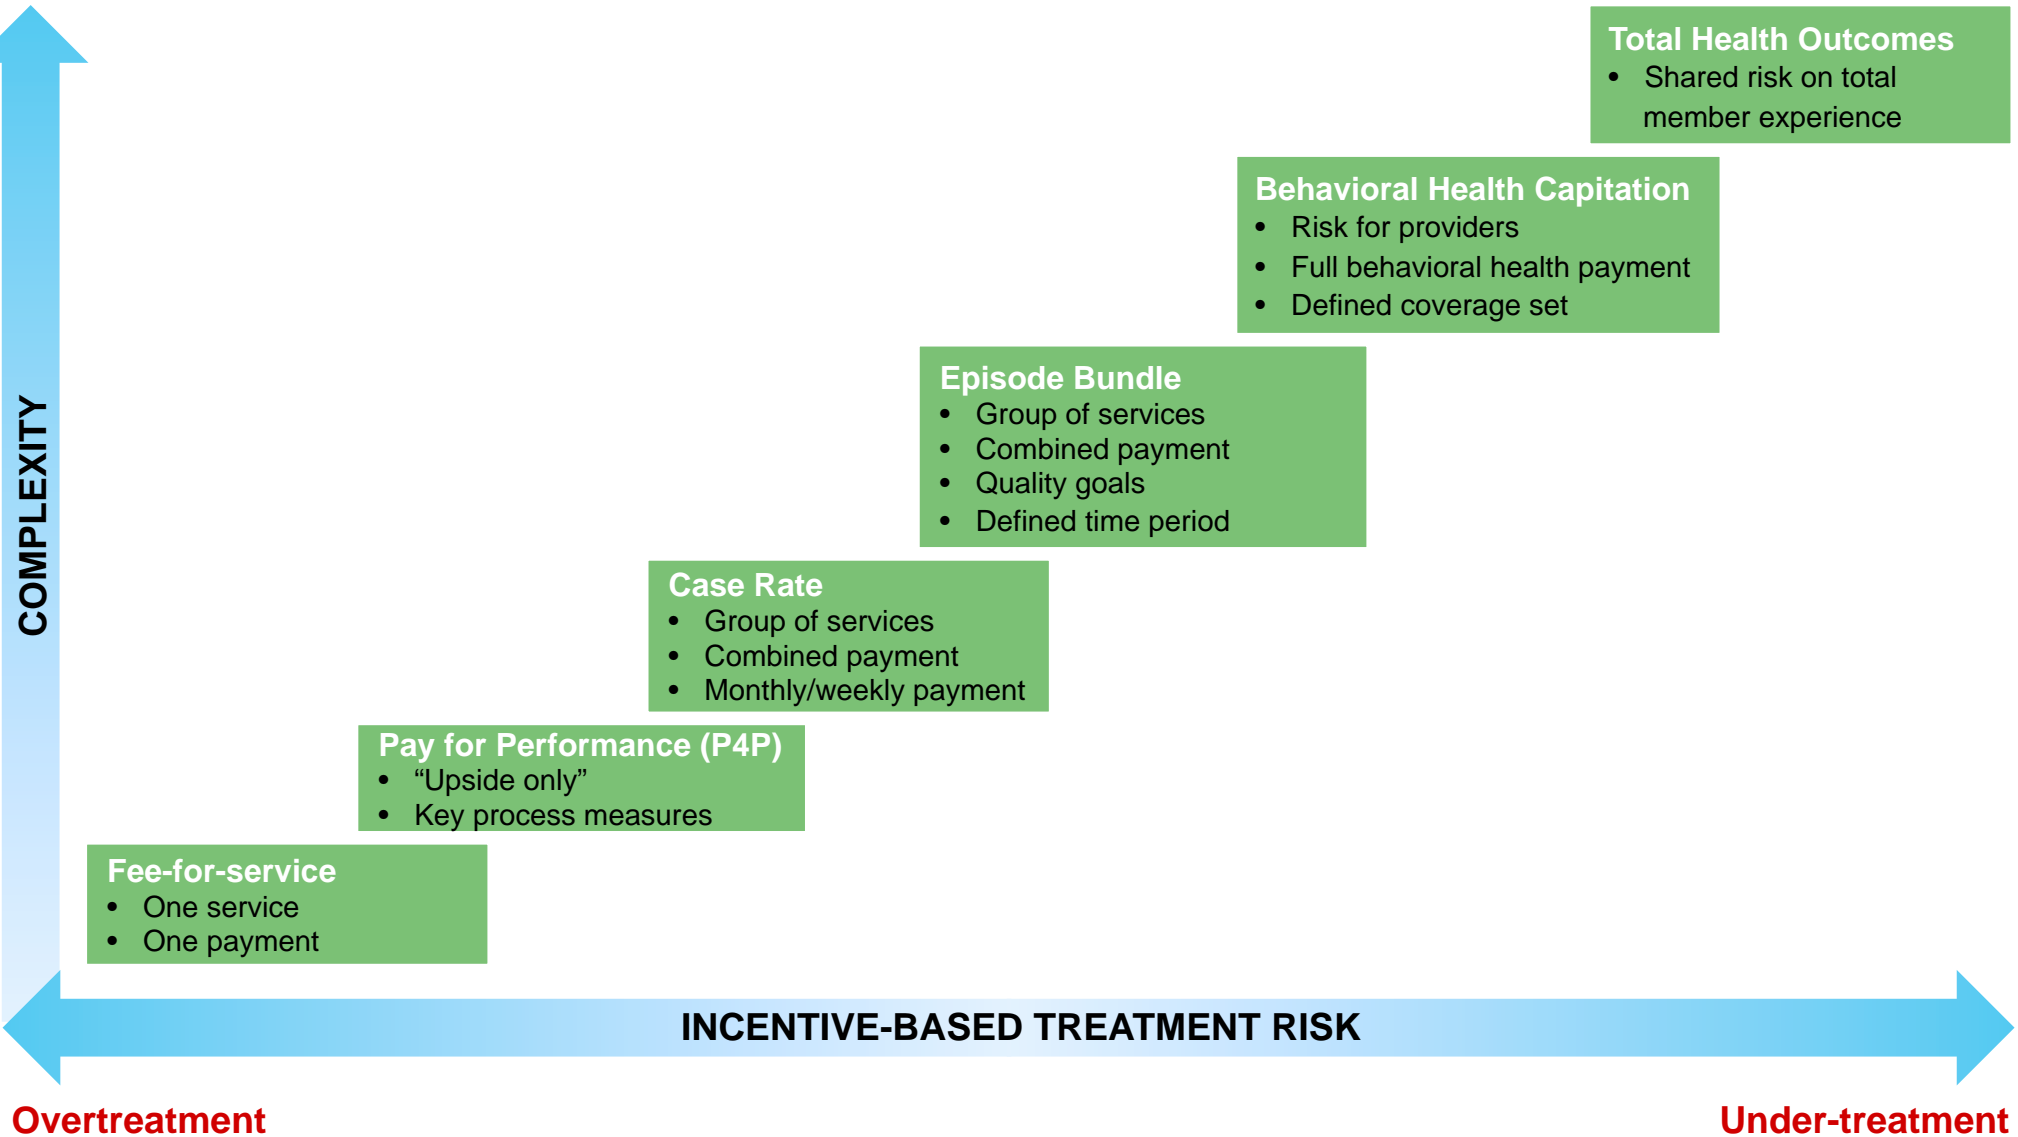 Total Health Outcomes
• Shared risk on total
member experience
Behavioral Health Capitation
• Risk for providers
• Full behavioral health payment
• Defined coverage set
Episode Bundle
• Group of services
• Combined payment
• Quality goals
• Defined time period
Case Rate
• Group of services
• Combined payment
• Monthly/weekly payment
Pay for Performance (P4P)
• “Upside only”
• Key process measures
Fee-for-service
• One service
• One payment
COMPLEXITY
INCENTIVE-BASED TREATMENT RISK
Overtreatment
Under-treatment